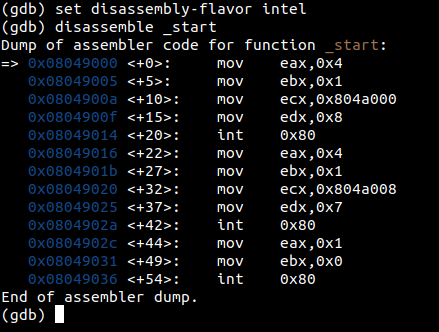 (gdb) set disassembly-flavor intel
(gdb) disassemble _start
Dump of assembler code for function _start:
=> 0x08049000 <+0>:     mov    eax,0x4
   0x08049005 <+5>:     mov    ebx,0x1
   0x0804900a <+10>:    mov    ecx,0x804a000
   0x0804900f <+15>:    mov    edx,0x8
   0x08049014 <+20>:    int    0x80
   0x08049016 <+22>:    mov    eax,0x4
   0x0804901b <+27>:    mov    ebx,0x1
   0x08049020 <+32>:    mov    ecx,0x804a008
   0x08049025 <+37>:    mov    edx,0x7
   0x0804902a <+42>:    int    0x80
   0x0804902c <+44>:    mov    eax,0x1
   0x08049031 <+49>:    mov    ebx,0x0
   0x08049036 <+54>:    int    0x80
End of assembler dump.
(gdb)